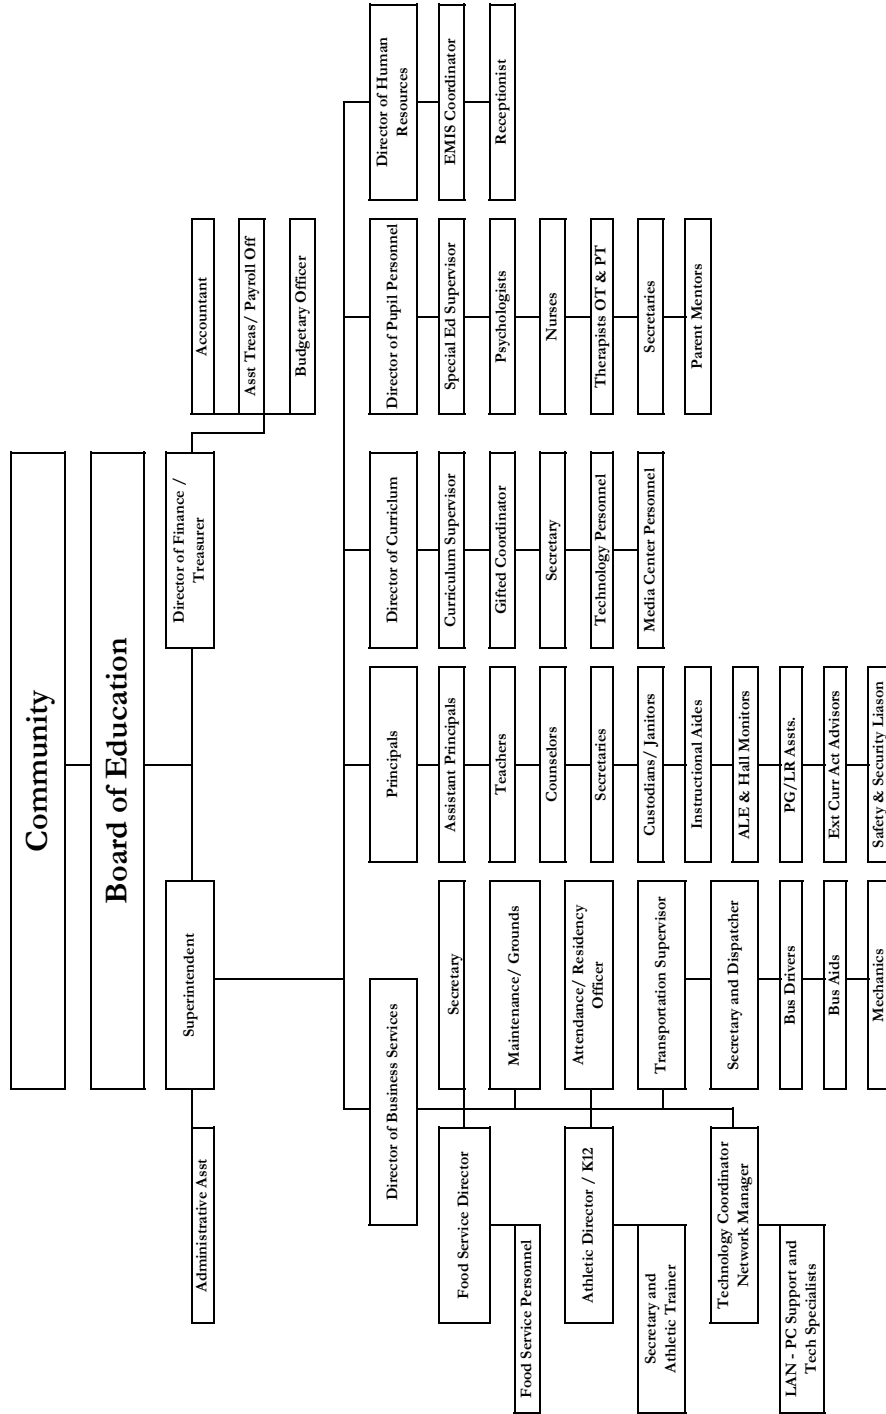 Community
Board of Education
Superintendent
Director of Finance /
Treasurer
Administrative Asst
Accountant
Asst Treas/ Payroll Off
Budgetary Officer
Director of Business Services
Principals
Director of Curriclum
Director of Pupil Personnel
Director of Human
Resources
Food Service Director
Food Service Personnel
Athletic Director / K12
Secretary and
Athletic Trainer
Technology Coordinator
Network Manager
LAN - PC Support and
Tech Specialists
Secretary
Maintenance/ Grounds
Attendance/ Residency
Officer
Transportation Supervisor
Secretary and Dispatcher
Bus Drivers
Bus Aids
Mechanics
Assistant Principals
Teachers
Counselors
Secretaries
Custodians/ Janitors
Instructional Aides
ALE & Hall Monitors
PG/LR Assts.
Ext Curr Act Advisors
Safety & Security Liason
Curriculum Supervisor
Gifted Coordinator
Secretary
Technology Personnel
Media Center Personnel
Special Ed Supervisor
Psychologists
Nurses
Therapists OT & PT
Secretaries
Parent Mentors
EMIS Coordinator
Receptionist